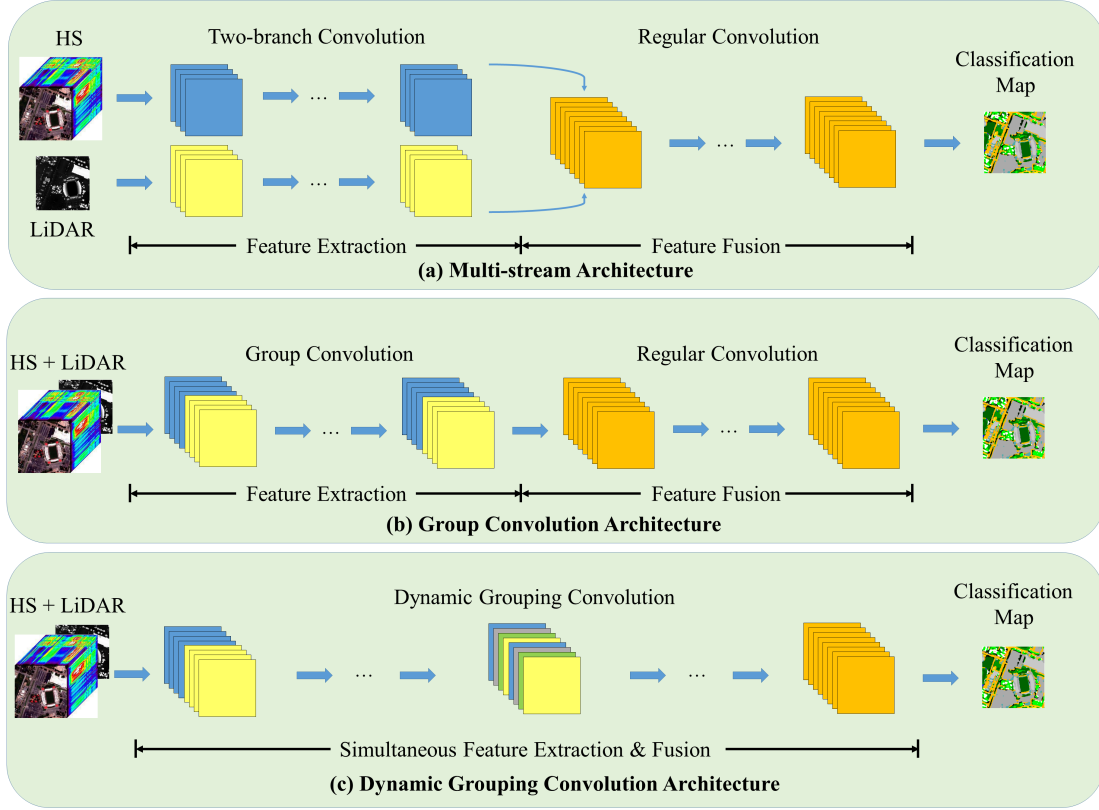 HS
Two-branch Convolution
Regular Convolution
Classification
Map
...
...
...
LiDAR
Feature Extraction
Feature Fusion
(a) Multi-stream Architecture
HS + LiDAR
Group Convolution
Regular Convolution
Classification
Map
...
...
Feature Extraction
Feature Fusion
(b) Group Convolution Architecture
HS + LiDAR
Dynamic Grouping Convolution
Classification
Map
...
...
Simultaneous Feature Extraction & Fusion
(c) Dynamic Grouping Convolution Architecture